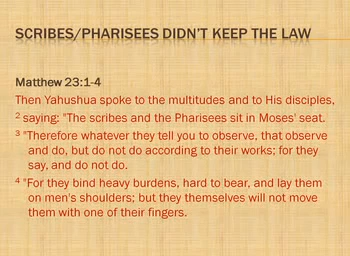 SCRIBES/PHARISEES DIDN'T KEEP THE LAW
Matthew 23:1-4
Then Yahushua spoke to the multitudes and to His disciples,
2 saying: "The scribes and the Pharisees sit in Moses' seat.
3 "Therefore whatever they tell you to observe, that observe
and do, but do not do according to their works; for they
say, and do not do.
4 "For they bind heavy burdens, hard to bear, and lay them
on men's shoulders; but they themselves will not move
them with one of their fingers.